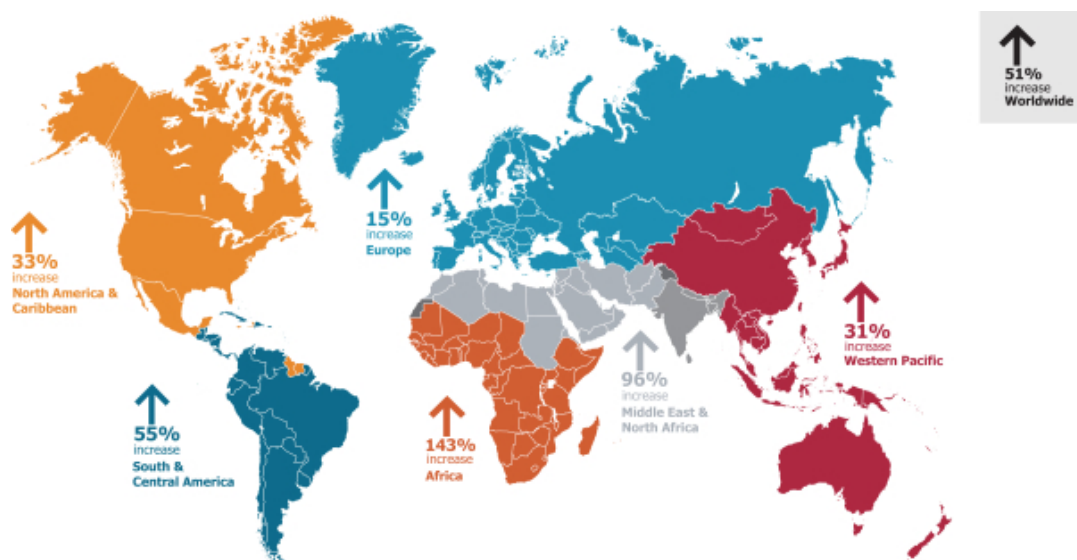 51%
increase
Worldwide
15%
increase
Europe
33%
increase
North America &
Caribbean
31%
increase
Western Pacific
96%
increase
Middle East &
North Africa
55%
increase
South &
Central America
143%
increase
Africa